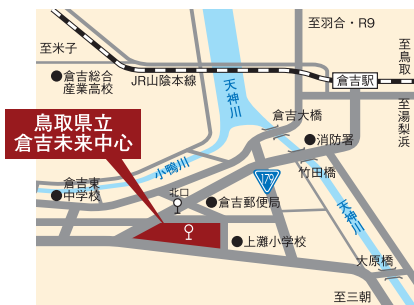 至羽合・R9
至米子
至鳥取
倉吉総合
産業高校
JR山陰本線
倉吉駅
天神川
至湯梨浜
鳥取県立
倉吉未来中心
倉吉大橋
消防署
小鴨川
竹田橋
179
倉吉東
中学校
北口
倉吉郵便局
天神川
上灘小学校
大原橋
至三朝